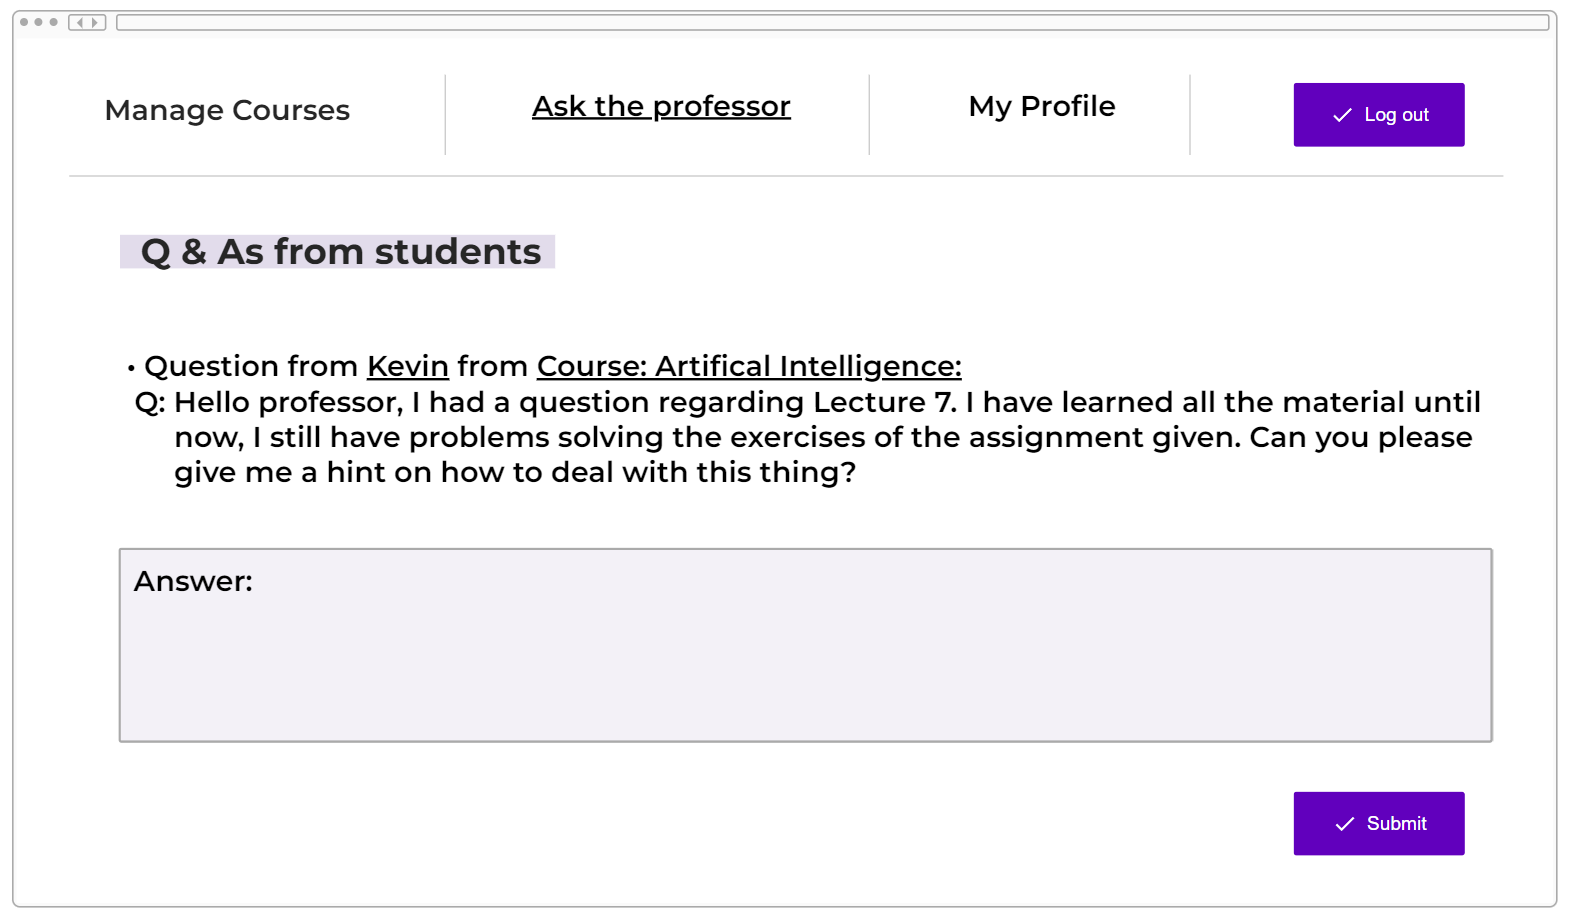 Manage Courses
Ask the professor
My Profile
Log out
Q & As from students
• Question from Kevin from Course: Artifical Intelligence:
Q: Hello professor, I had a question regarding Lecture 7. I have learned all the material until
now, I still have problems solving the exercises of the assignment given. Can you please
give me a hint on how to deal with this thing?
Answer:
Submit